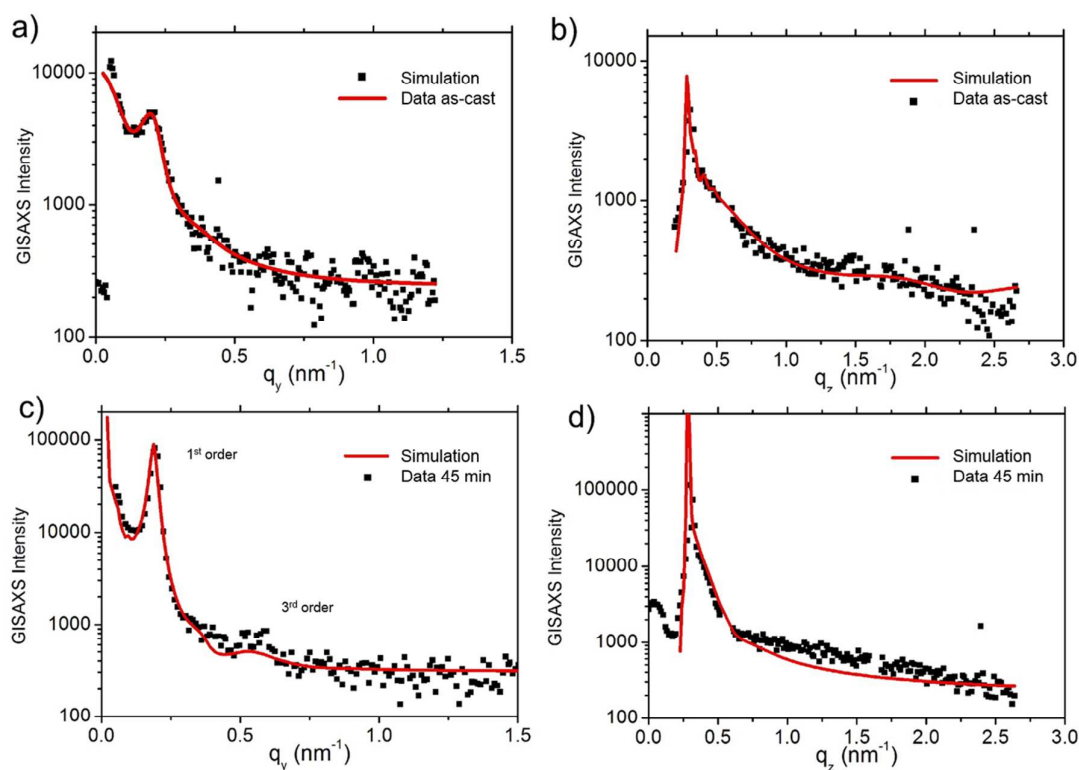 a)
GISAXS Intensity
10000
1000
100
0.0 0.5 1.0 1.5
q_y (nm⁻¹)
Simulation
Data as-cast
b)
GISAXS Intensity
10000
1000
100
0.0 0.5 1.0 1.5 2.0 2.5 3.0
q_z (nm⁻¹)
Simulation
Data as-cast
c)
GISAXS Intensity
100000
10000
1000
100
0.0 0.5 1.0 1.5
q_y (nm⁻¹)
1st order
3rd order
Simulation
Data 45 min
d)
GISAXS Intensity
100000
10000
1000
100
0.0 0.5 1.0 1.5 2.0 2.5 3.0
q_z (nm⁻¹)
Simulation
Data 45 min